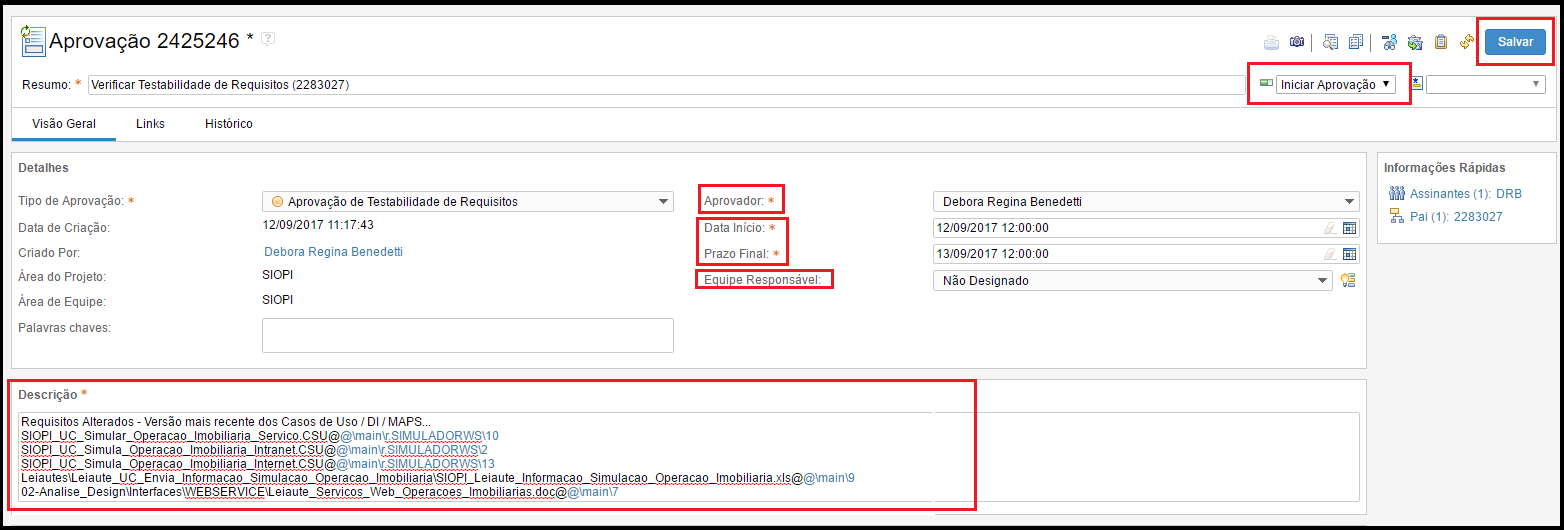 Aprovação 2425246 * ?
Salvar
Resumo: * Verificar Testabilidade de Requisitos (2283027)
Iniciar Aprovação
Visão Geral Links Histórico
Detalhes
Tipo de Aprovação: * Aprovação de Testabilidade de Requisitos
Data de Criação: 12/09/2017 11:17:43
Criado Por: Debora Regina Benedetti
Área do Projeto: SIOPI
Área de Equipe: SIOPI
Palavras chaves:
Aprovador: * Debora Regina Benedetti
Data Início: * 12/09/2017 12:00:00
Prazo Final: * 13/09/2017 12:00:00
Equipe Responsável: Não Designado
Informações Rápidas
Assinantes (1): DRB
Pai (1): 2283027
Descrição *
Requisitos Alterados - Versão mais recente dos Casos de Uso / DI / MAPS...
SIOPI_UC_Simular_Operacao_Imobiliaria_Servico.CSU@@\main\r.SIMULADORWS\10
SIOPI_UC_Simula_Operacao_Imobiliaria_Intranet.CSU@@\main\r.SIMULADORWS\2
SIOPI_UC_Simula_Operacao_Imobiliaria_Internet.CSU@@\main\r.SIMULADORWS\13
Leiautes\Leiaute_UC_Envia_Informacao_Simulacao_Operacao_Imobiliaria\SIOPI_Leiaute_Informacao_Simulacao_Operacao_Imobiliaria.xls@@\main\9
02-Analise_Design\Interfaces\WEBSERVICE\Leiaute_Servicos_Web_Operacoes_Imobiliarias.doc@@\main\7